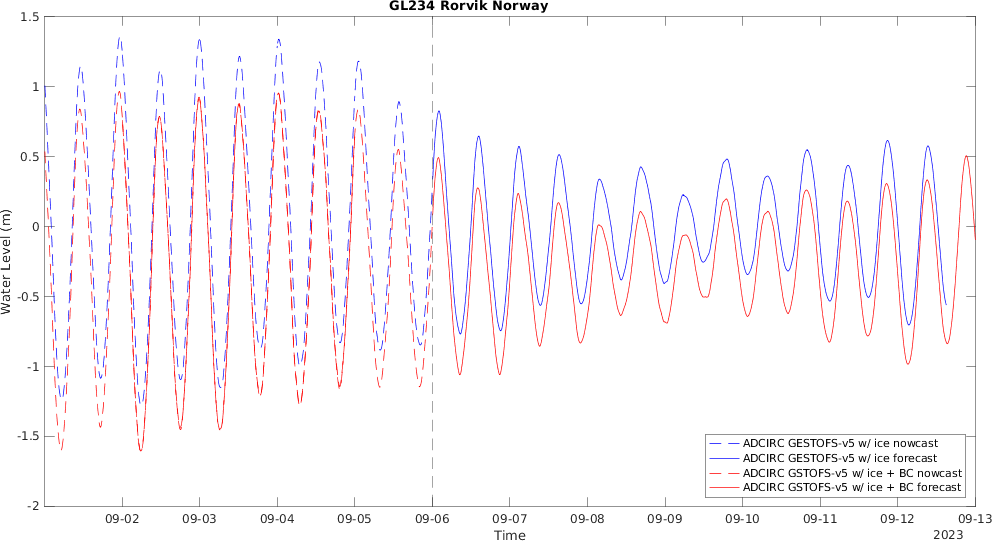 GL234 Rorvik Norway
1.5
1
0.5
0
-0.5
-1
-1.5
-2
Water Level (m)
ADCIRC GESTOFS-v5 w/ ice nowcast
ADCIRC GESTOFS-v5 w/ ice forecast
ADCIRC GSTOFS-v5 w/ ice + BC nowcast
ADCIRC GSTOFS-v5 w/ ice + BC forecast
09-02 09-03 09-04 09-05 09-06 09-07 09-08 09-09 09-10 09-11 09-12 09-13
Time
2023